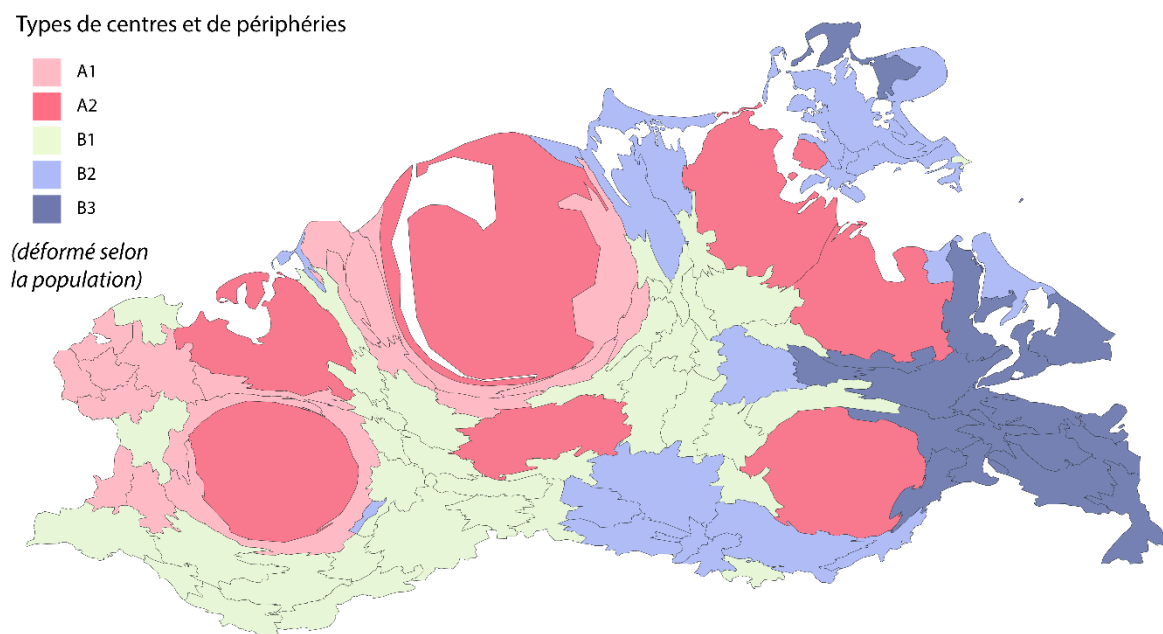 Types de centres et de périphéries
A1
A2
B1
B2
B3
(déformé selon
la population)